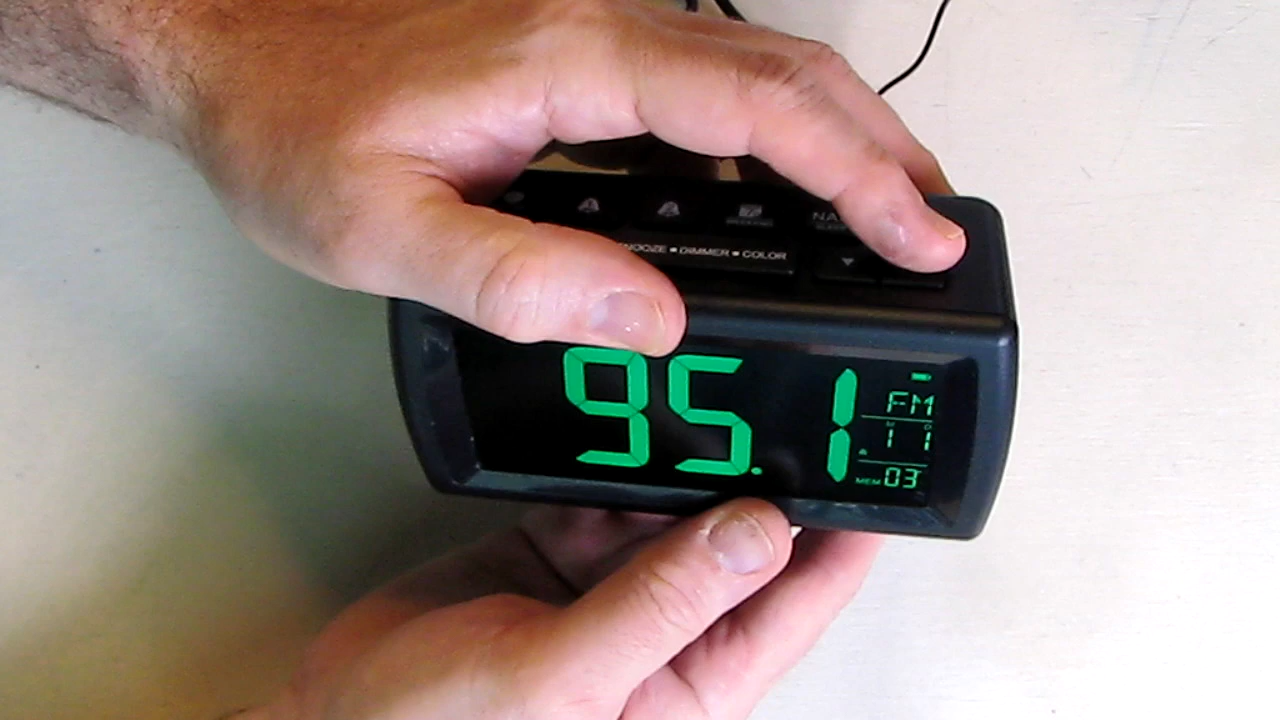 SNOOZE ▪ DIMMER ▪ COLOR
95.1
FM
M D
1 1
MEM 03